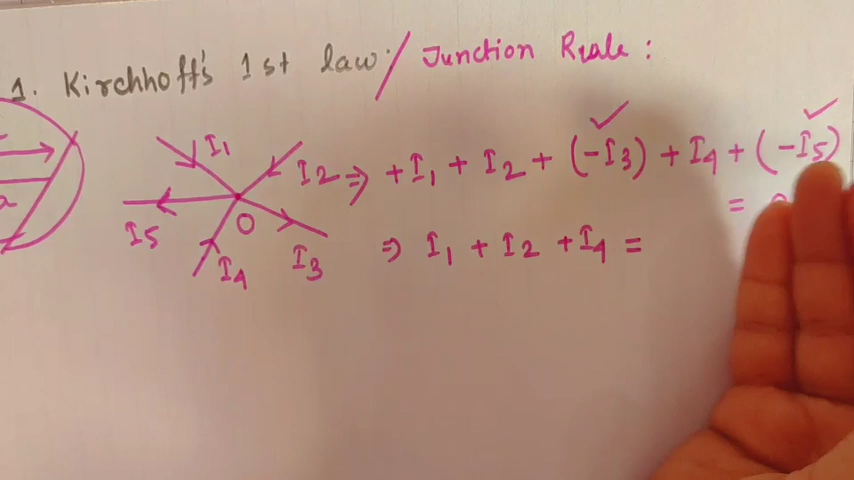 1. Kirchhoff's 1st law / Junction Rule :
I1
I2 ⇒ +I1 + I2 + (-I3) + I4 + (-I5)
=
I5
O
I4
I3
⇒ I1 + I2 + I4 =
a